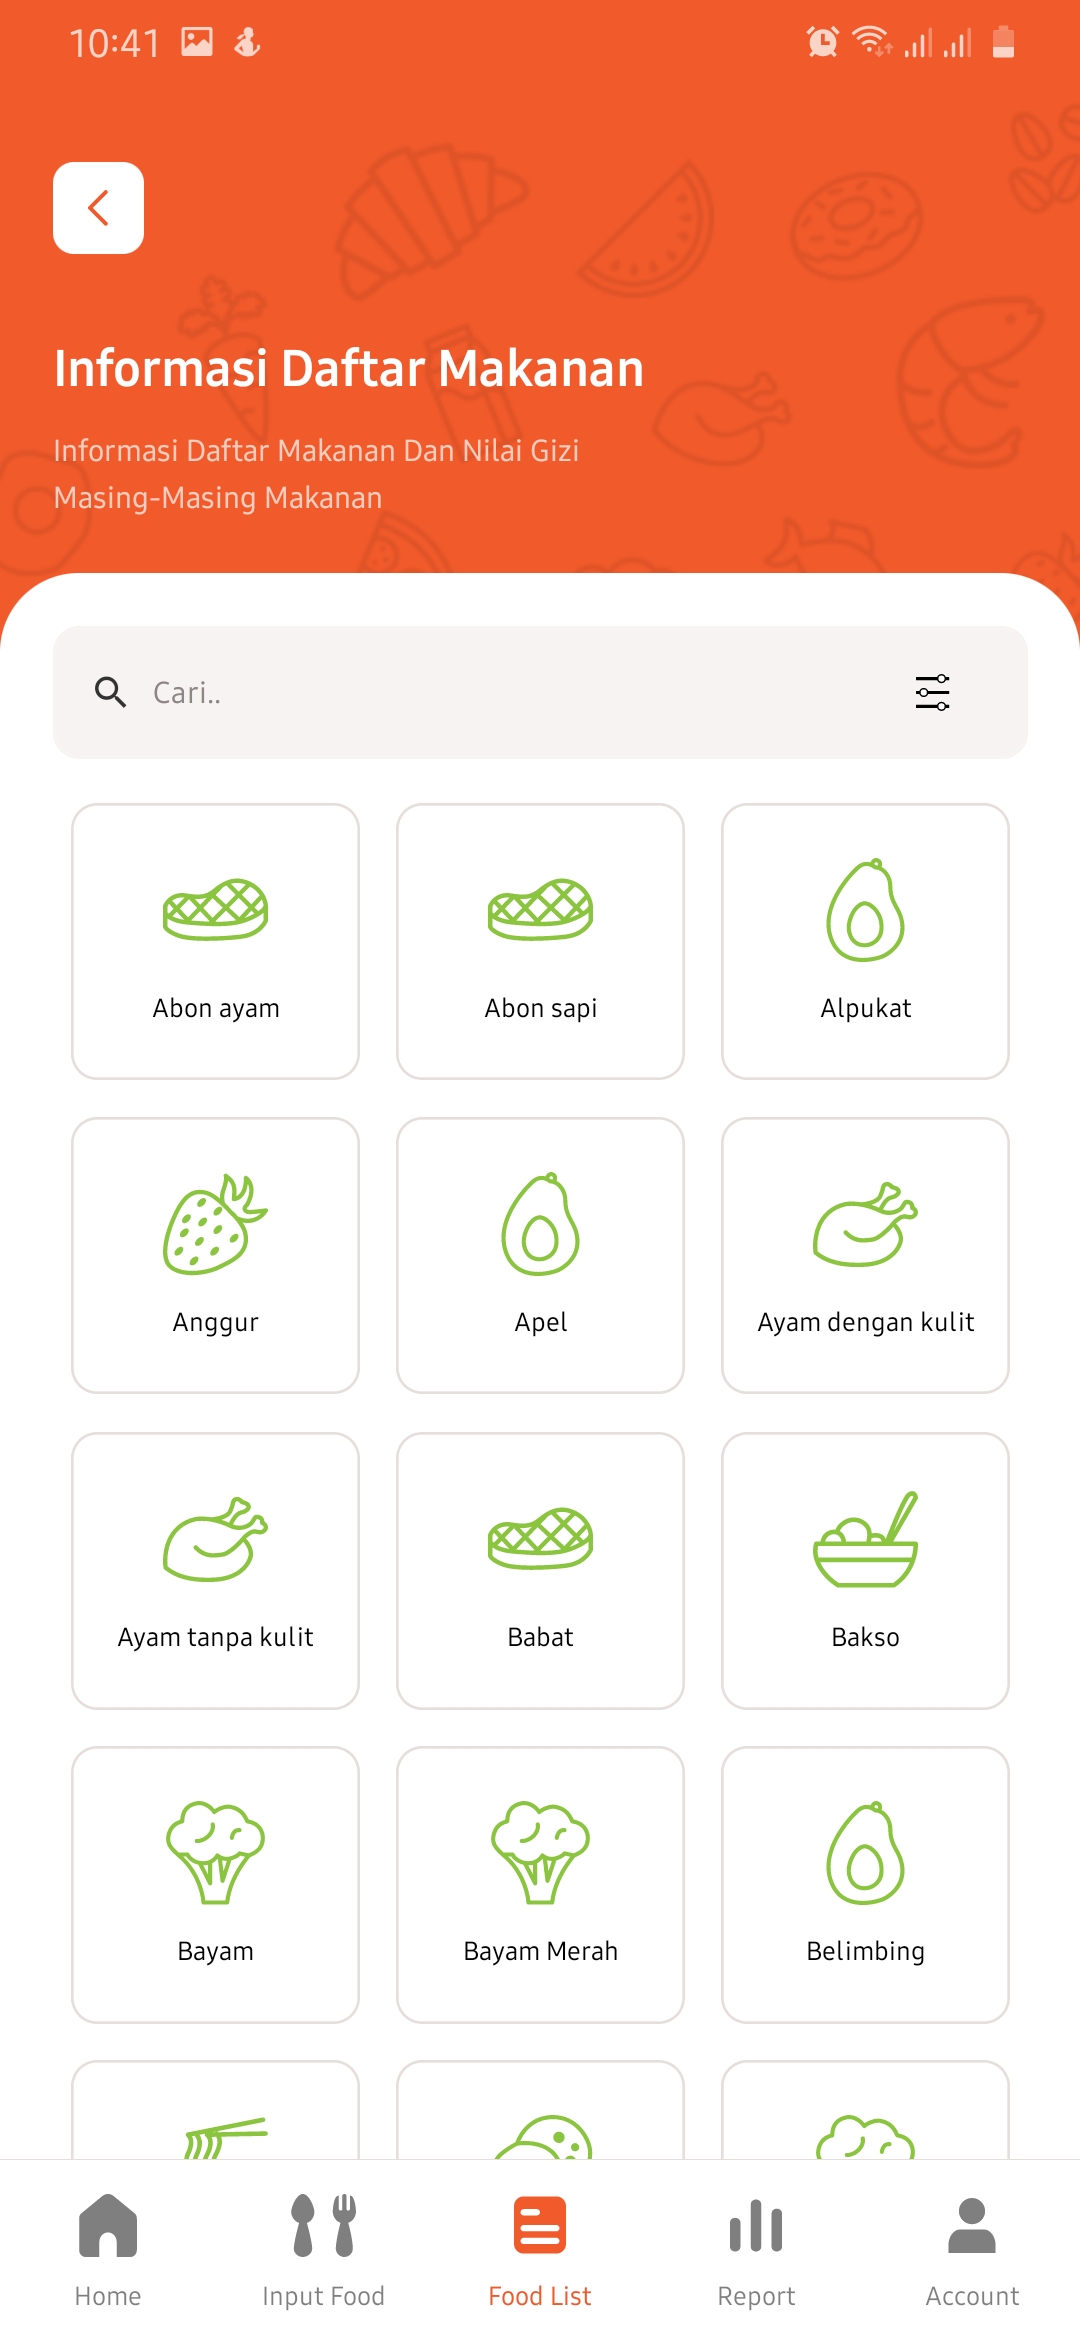 10:41
Informasi Daftar Makanan
Informasi Daftar Makanan Dan Nilai Gizi
Masing-Masing Makanan
Cari..
Abon ayam
Abon sapi
Alpukat
Anggur
Apel
Ayam dengan kulit
Ayam tanpa kulit
Babat
Bakso
Bayam
Bayam Merah
Belimbing
Home
Input Food
Food List
Report
Account